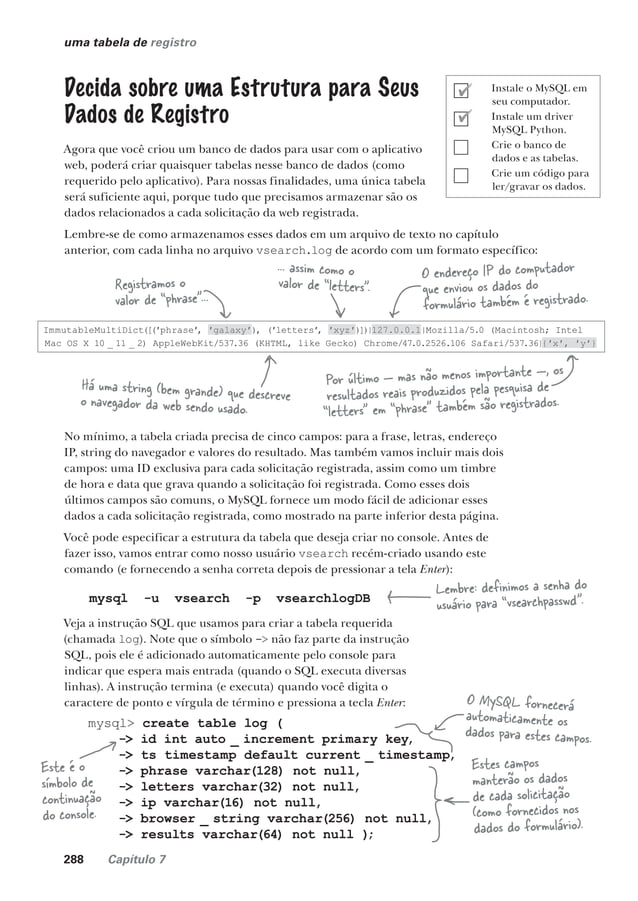 uma tabela de registro
Decida sobre uma Estrutura para Seus
Dados de Registro
Instale o MySQL em
seu computador.
Instale um driver
MySQL Python.
Crie o banco de
dados e as tabelas.
Crie um código para
ler/gravar os dados.
Agora que você criou um banco de dados para usar com o aplicativo
web, poderá criar quaisquer tabelas nesse banco de dados (como
requerido pelo aplicativo). Para nossas finalidades, uma única tabela
será suficiente aqui, porque tudo que precisamos armazenar são os
dados relacionados a cada solicitação da web registrada.
Lembre-se de como armazenamos esses dados em um arquivo de texto no capítulo
anterior, com cada linha no arquivo vsearch.log de acordo com um formato específico:
Registramos o
valor de "phrase"...
... assim como o
valor de "letters".
O endereço IP do computador
que enviou os dados do
formulário também é registrado.
ImmutableMultiDict([('phrase', 'galaxy'), ('letters', 'xyz')])|127.0.0.1|Mozilla/5.0 (Macintosh; Intel
Mac OS X 10 _ 11 _ 2) AppleWebKit/537.36 (KHTML, like Gecko) Chrome/47.0.2526.106 Safari/537.36|{'x', 'y'}
Há uma string (bem grande) que descreve
o navegador da web sendo usado.
Por último — mas não menos importante —, os
resultados reais produzidos pela pesquisa de
"letters" em "phrase" também são registrados.
No mínimo, a tabela criada precisa de cinco campos: para a frase, letras, endereço
IP, string do navegador e valores do resultado. Mas também vamos incluir mais dois
campos: uma ID exclusiva para cada solicitação registrada, assim como um timbre
de hora e data que grava quando a solicitação foi registrada. Como esses dois
últimos campos são comuns, o MySQL fornece um modo fácil de adicionar esses
dados a cada solicitação registrada, como mostrado na parte inferior desta página.
Você pode especificar a estrutura da tabela que deseja criar no console. Antes de
fazer isso, vamos entrar como nosso usuário vsearch recém-criado usando este
comando (e fornecendo a senha correta depois de pressionar a tela Enter):
mysql -u vsearch -p vsearchlogDB
Lembre: definimos a senha do
usuário para "vsearchpasswd".
Veja a instrução SQL que usamos para criar a tabela requerida
(chamada log). Note que o símbolo -> não faz parte da instrução
SQL, pois ele é adicionado automaticamente pelo console para
indicar que espera mais entrada (quando o SQL executa diversas
linhas). A instrução termina (e executa) quando você digita o
caractere de ponto e vírgula de término e pressiona a tecla Enter:
mysql> create table log (
-> id int auto _ increment primary key,
-> ts timestamp default current _ timestamp,
-> phrase varchar(128) not null,
-> letters varchar(32) not null,
-> ip varchar(16) not null,
-> browser _ string varchar(256) not null,
-> results varchar(64) not null );
O MySQL fornecerá
automaticamente os
dados para estes campos.
Este é o
símbolo de
continuação
do console.
Estes campos
manterão os dados
de cada solicitação
(como fornecidos nos
dados do formulário).
288 Capítulo 7